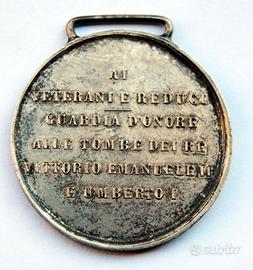 AI
VETERANI E REDUCI
GUARDIA D'ONORE
ALLE TOMBE DEI RE
VITTORIO EMANUELE II
E UMBERTO I
subito